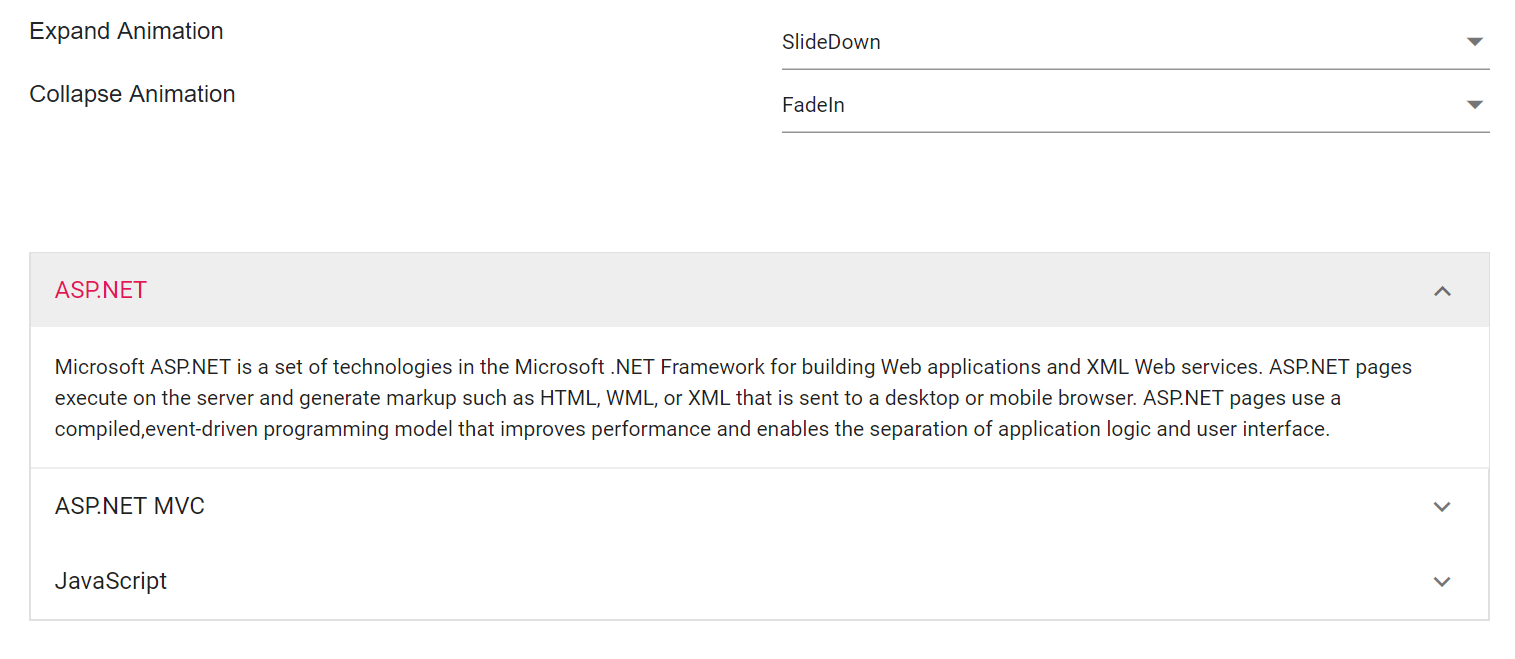 Expand Animation
SlideDown
Collapse Animation
FadeIn
ASP.NET
Microsoft ASP.NET is a set of technologies in the Microsoft .NET Framework for building Web applications and XML Web services. ASP.NET pages
execute on the server and generate markup such as HTML, WML, or XML that is sent to a desktop or mobile browser. ASP.NET pages use a
compiled,event-driven programming model that improves performance and enables the separation of application logic and user interface.
ASP.NET MVC
JavaScript